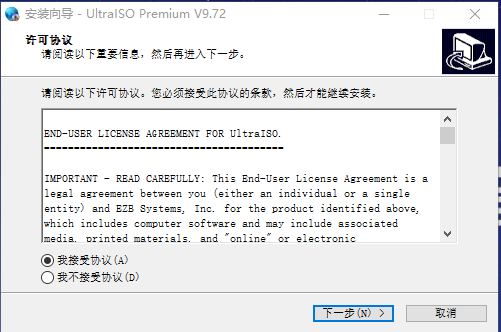 安装向导 - UltraISO Premium V9.72
许可协议
请阅读以下重要信息，然后再进入下一步。
请阅读以下许可协议。您必须接受此协议的条款，然后才能继续安装。
END-USER LICENSE AGREEMENT FOR UltraISO.
========================================
IMPORTANT - READ CAREFULLY: This End-User License Agreement is a
legal agreement between you (either an individual or a single
entity) and EZB Systems, Inc. for the product identified above,
which includes computer software and may include associated
media, printed materials, and "online" or electronic
我接受协议(A)
我不接受协议(D)
下一步(N) >
取消